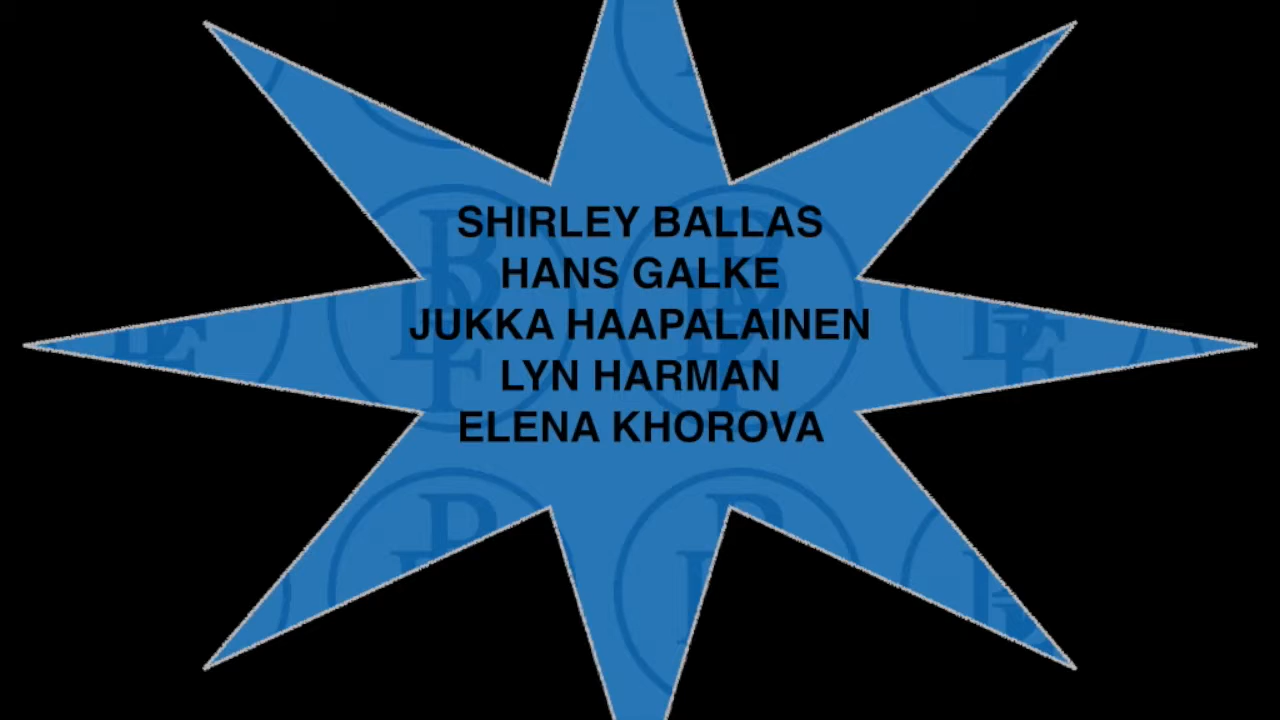 SHIRLEY BALLAS
HANS GALKE
JUKKA HAAPALAINEN
LYN HARMAN
ELENA KHOROVA